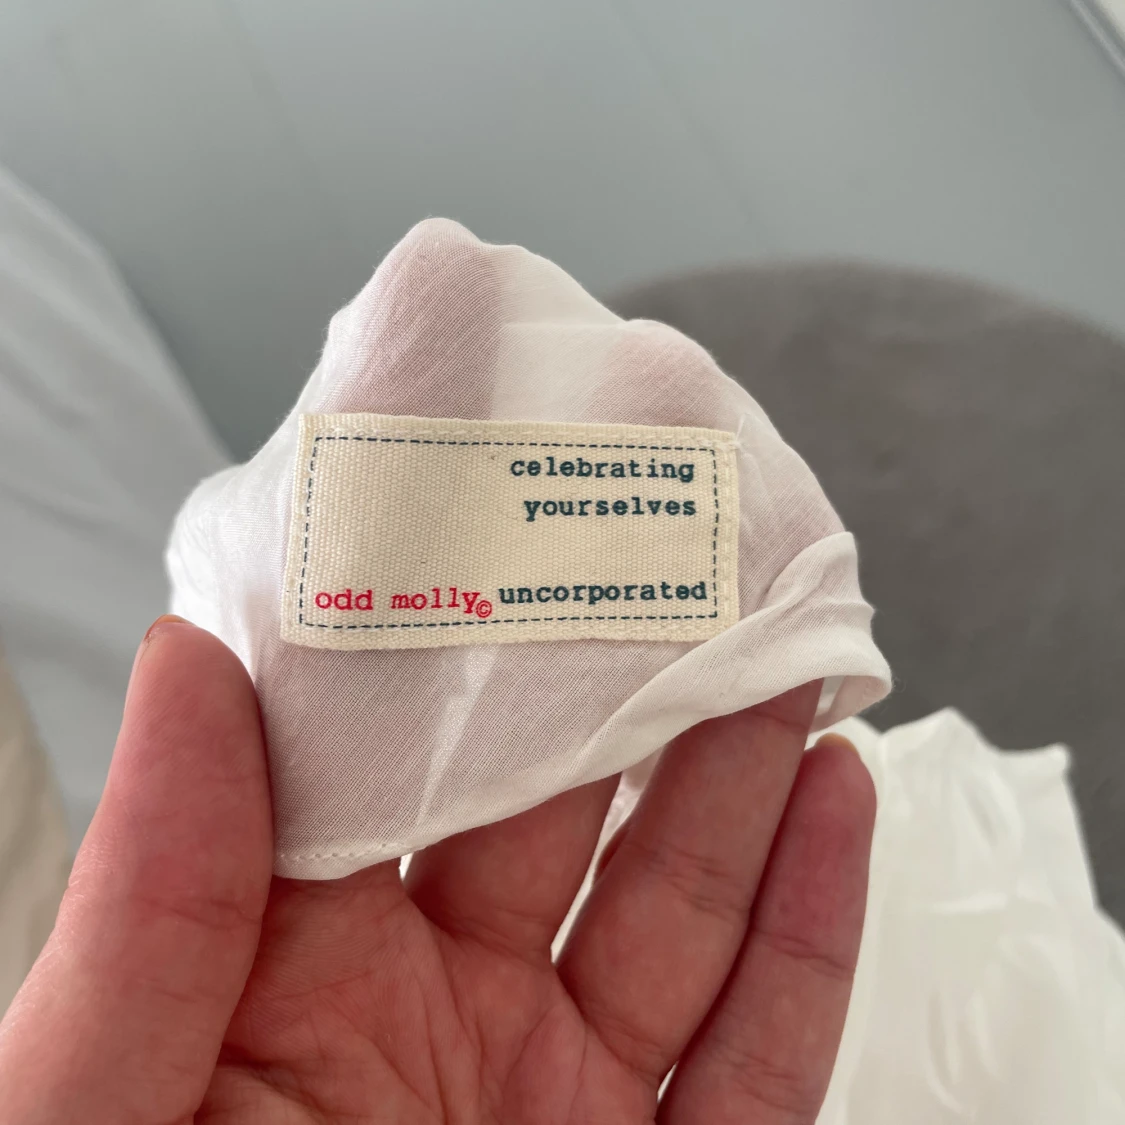 celebrating
yourselves
odd molly© uncorporated